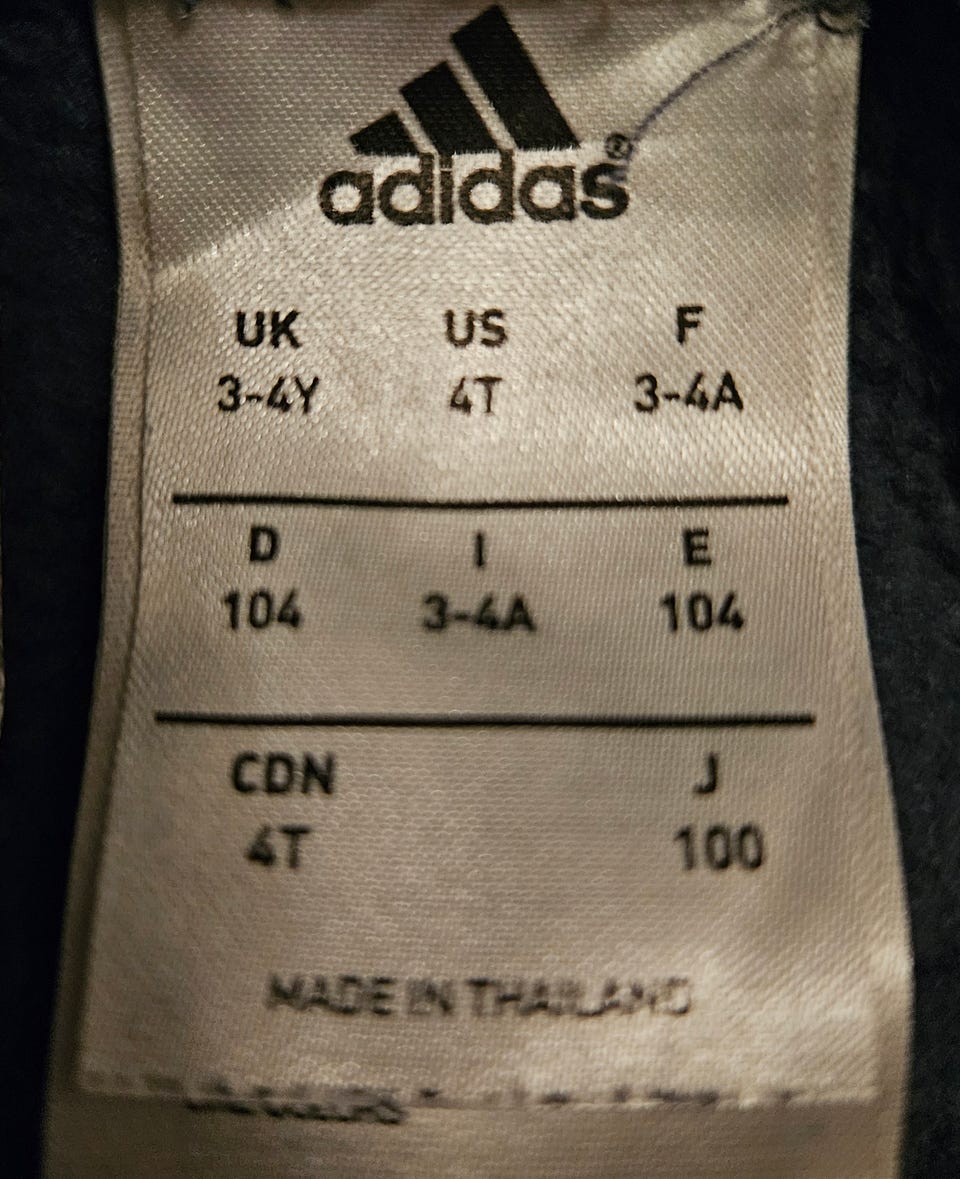 adidas®
UK US F
3-4Y 4T 3-4A
D I E
104 3-4A 104
CDN J
4T 100
MADE IN THAILAND